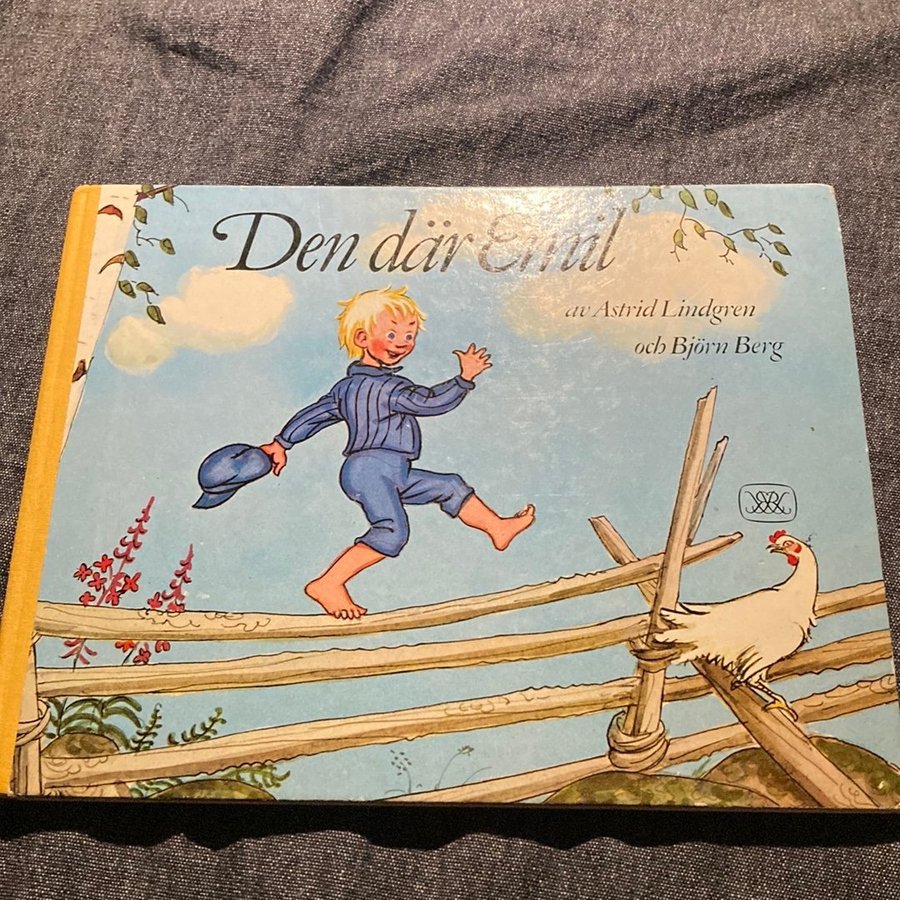 Den där Emil
av Astrid Lindgren
och Björn Berg